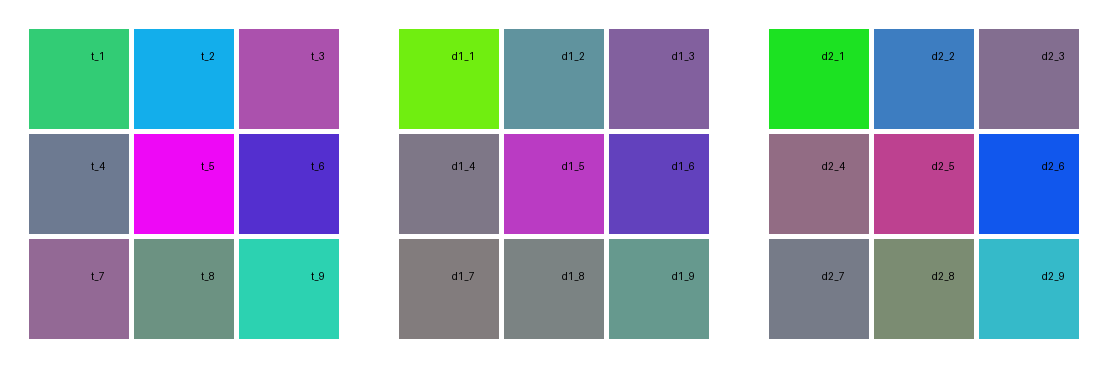 t_1 t_2 t_3 d1_1 d1_2 d1_3 d2_1 d2_2 d2_3
t_4 t_5 t_6 d1_4 d1_5 d1_6 d2_4 d2_5 d2_6
t_7 t_8 t_9 d1_7 d1_8 d1_9 d2_7 d2_8 d2_9